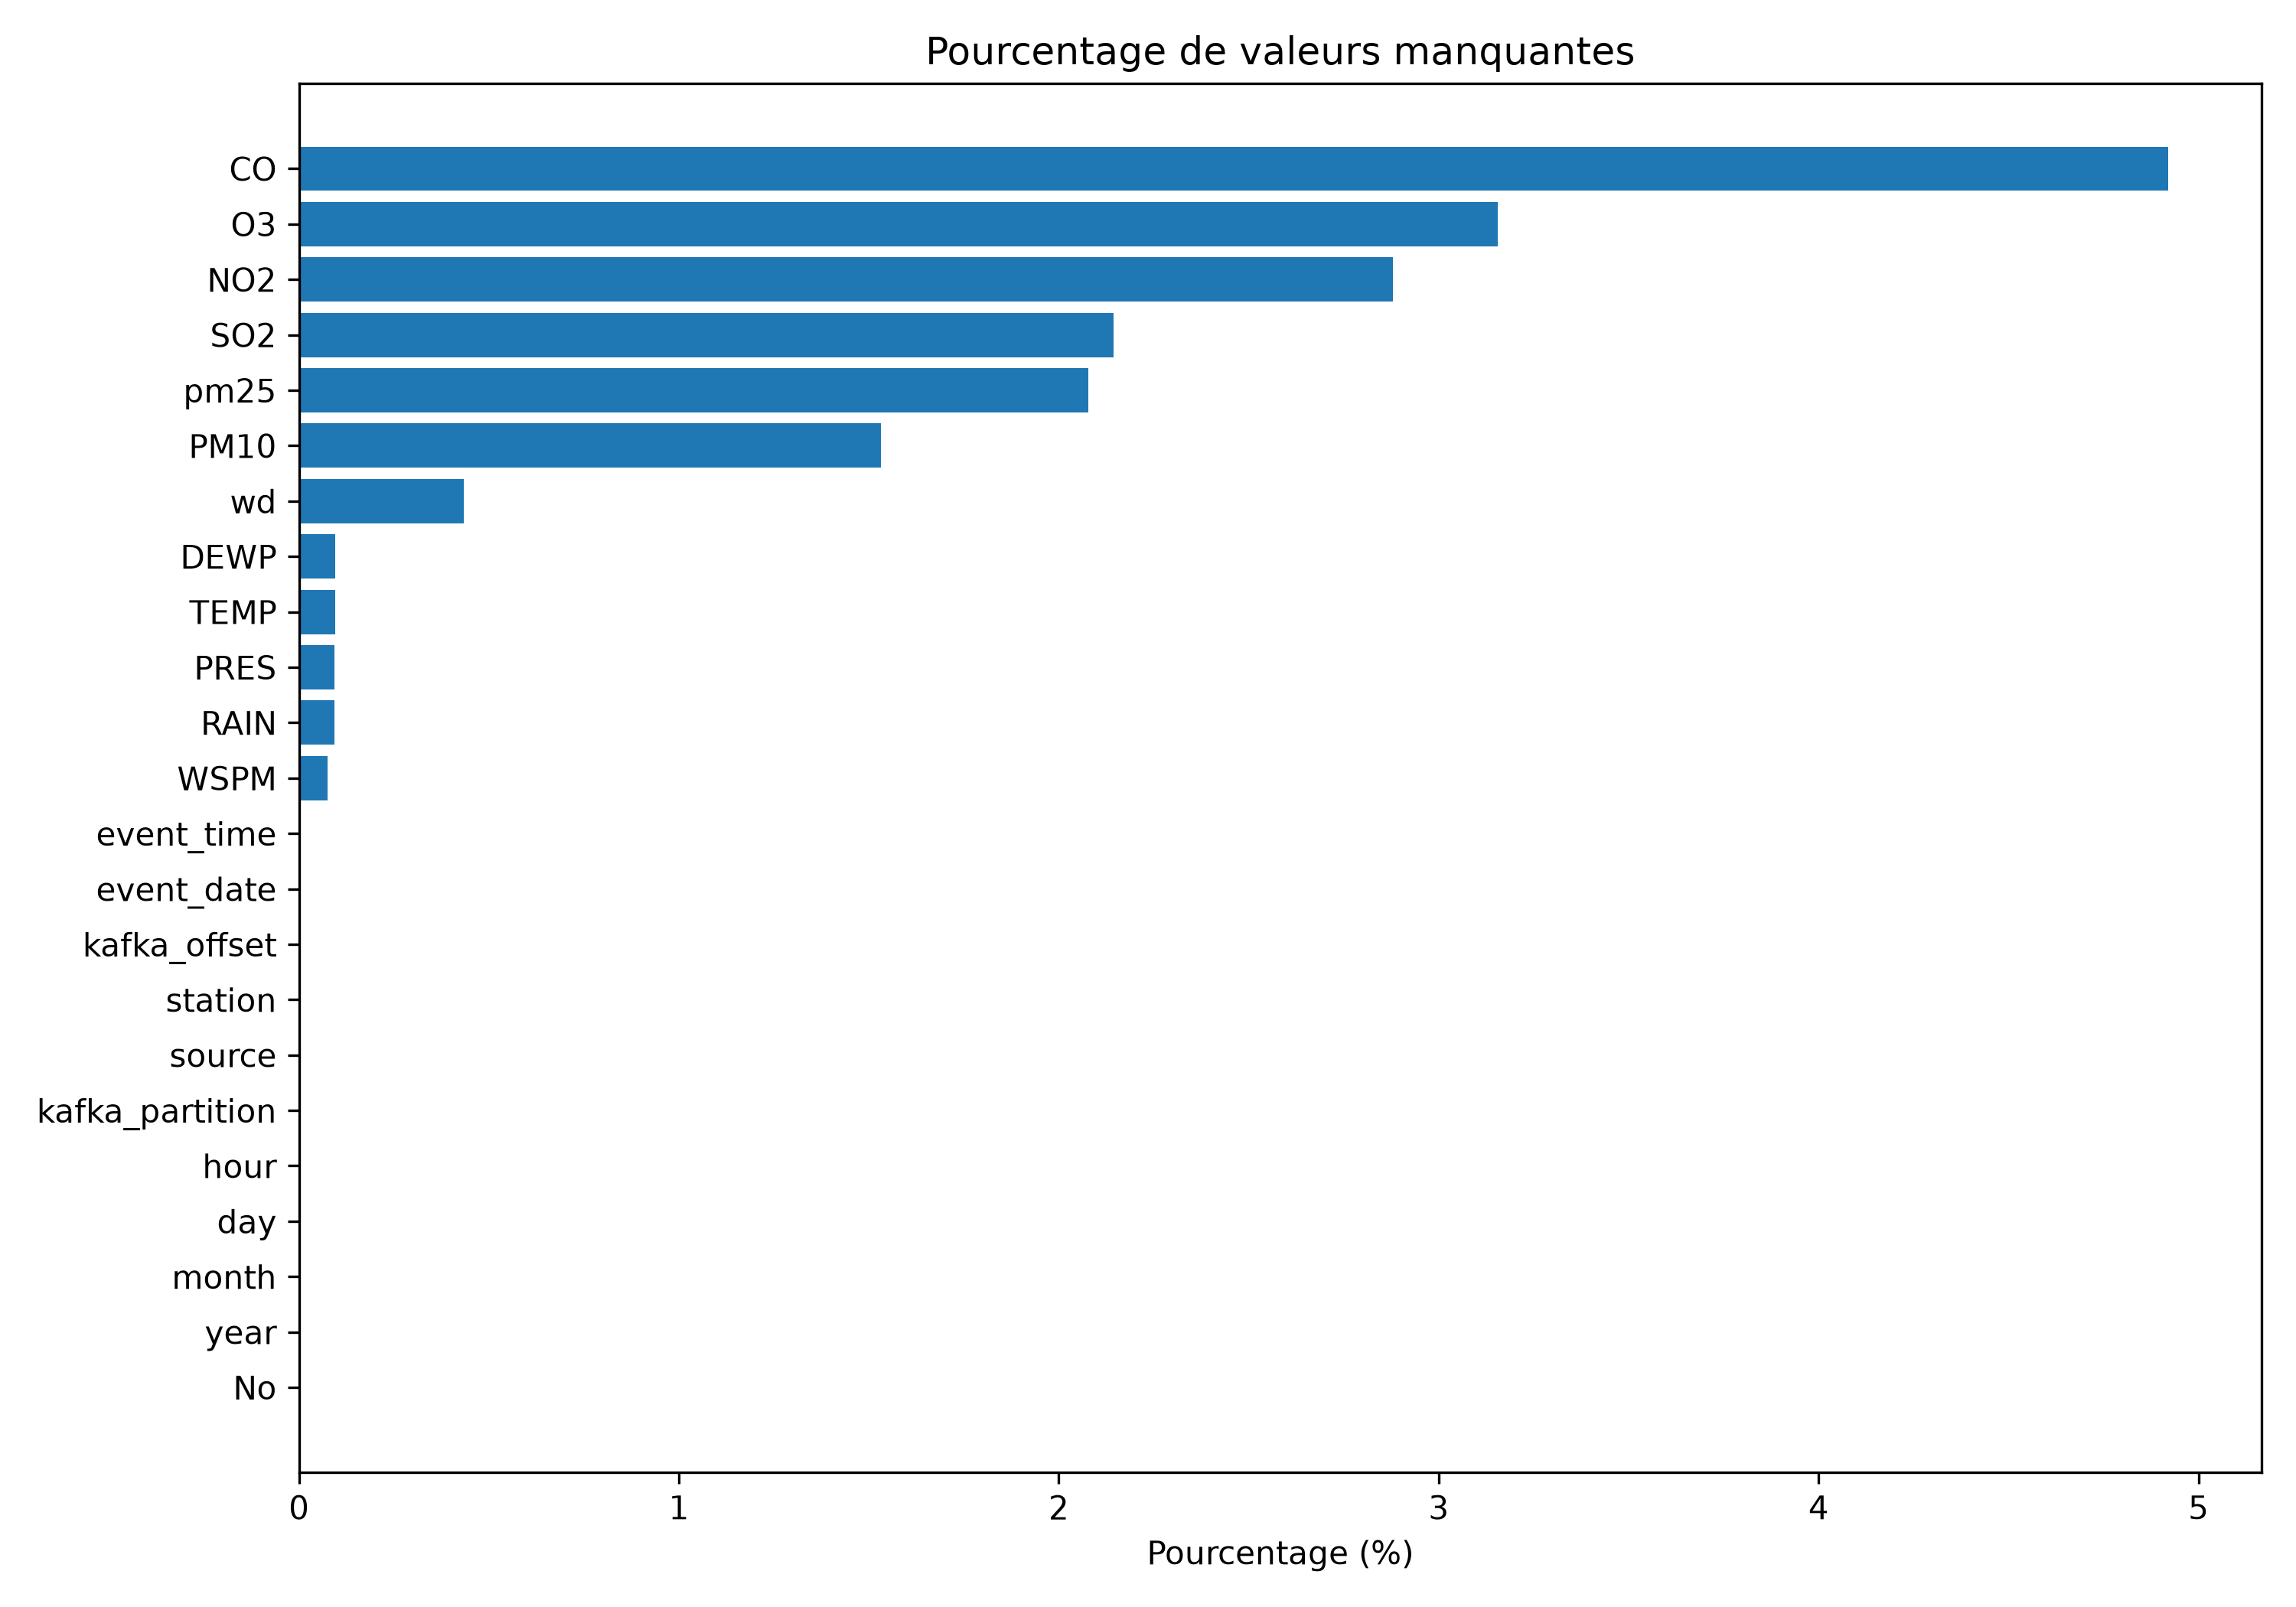 Pourcentage de valeurs manquantes
CO
O3
NO2
SO2
pm25
PM10
wd
DEWP
TEMP
PRES
RAIN
WSPM
event_time
event_date
kafka_offset
station
source
kafka_partition
hour
day
month
year
No
0 1 2 3 4 5
Pourcentage (%)